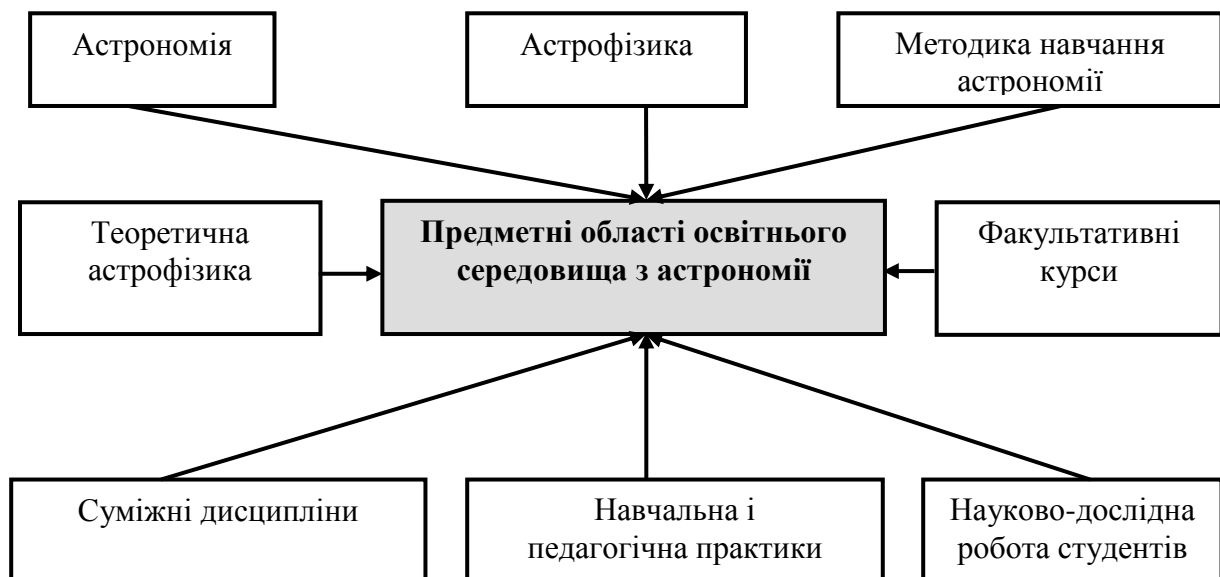 Астрономія
Астрофізика
Методика навчання
астрономії
Теоретична
астрофізика
Предметні області освітнього
середовища з астрономії
Факультативні
курси
Суміжні дисципліни
Навчальна і
педагогічна практики
Науково-дослідна
робота студентів